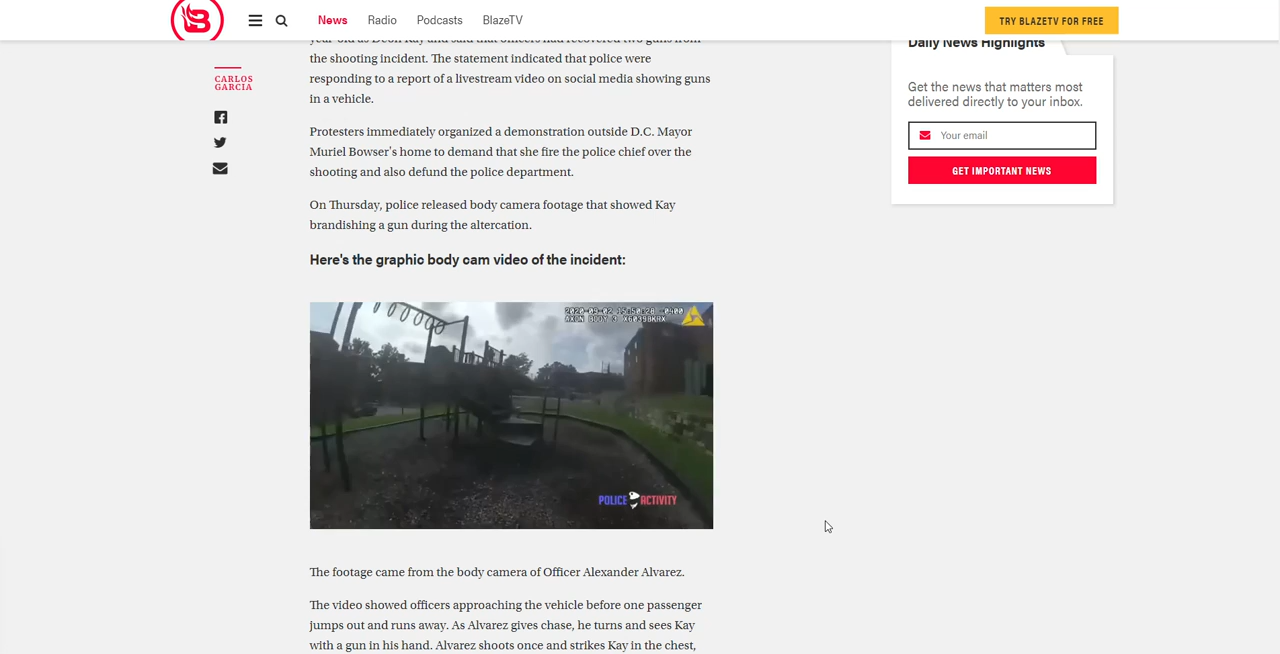 News Radio Podcasts BlazeTV
TRY BLAZETV FOR FREE
CARLOS
GARCIA
year-old as Deon Kay and said that officers had recovered two guns from
the shooting incident. The statement indicated that police were
responding to a report of a livestream video on social media showing guns
in a vehicle.
Protesters immediately organized a demonstration outside D.C. Mayor
Muriel Bowser's home to demand that she fire the police chief over the
shooting and also defund the police department.
On Thursday, police released body camera footage that showed Kay
brandishing a gun during the altercation.
Here's the graphic body cam video of the incident:
POLICE ACTIVITY
The footage came from the body camera of Officer Alexander Alvarez.
The video showed officers approaching the vehicle before one passenger
jumps out and runs away. As Alvarez gives chase, he turns and sees Kay
with a gun in his hand. Alvarez shoots once and strikes Kay in the chest,
Daily News Highlights
Get the news that matters most
delivered directly to your inbox.
Your email
GET IMPORTANT NEWS